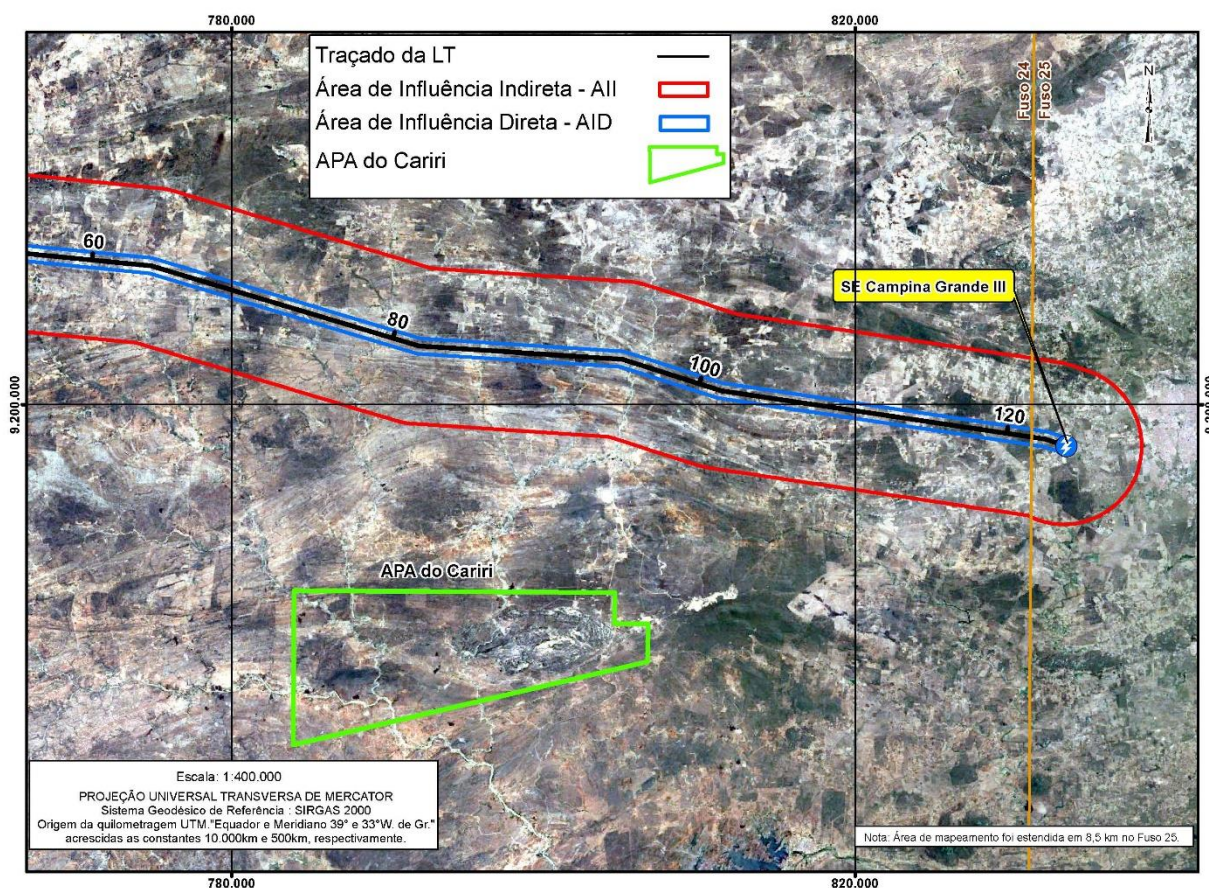 780.000
820.000
Traçado da LT
Área de Influência Indireta - AII
Área de Influência Direta - AID
APA do Cariri
Fuso 24
Fuso 25
N
60
80
100
120
SE Campina Grande III
9.200.000
9.200.000
APA do Cariri
Escala: 1:400.000
PROJEÇÃO UNIVERSAL TRANSVERSA DE MERCATOR
Sistema Geodésico de Referência : SIRGAS 2000
Origem da quilometragem UTM."Equador e Meridiano 39° e 33°W. de Gr."
acrescidas as constantes 10.000km e 500km, respectivamente.
Nota: Área de mapeamento foi estendida em 8,5 km no Fuso 25.
780.000
820.000